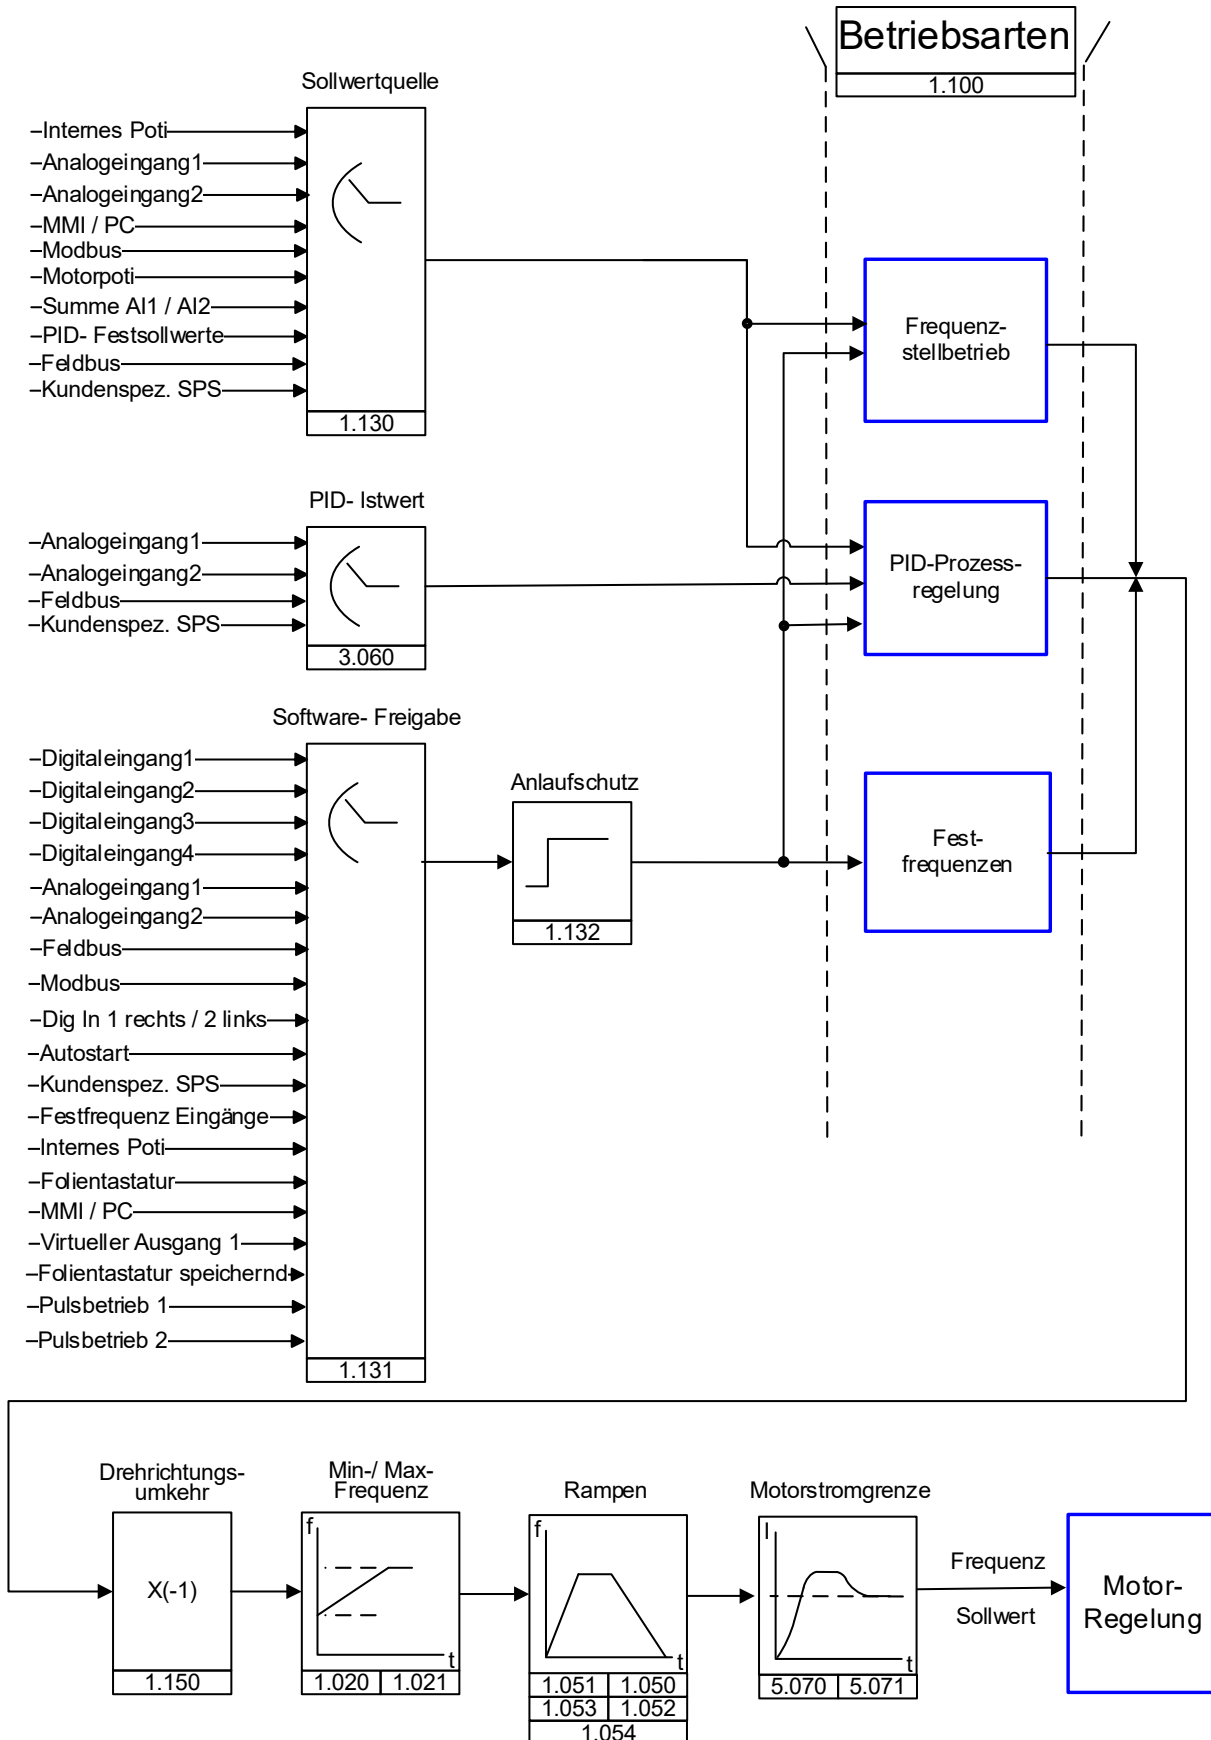 Betriebsarten
1.100
Sollwertquelle
–Internes Poti
–Analogeingang1
–Analogeingang2
–MMI / PC
–Modbus
–Motorpoti
–Summe AI1 / AI2
–PID- Festsollwerte
–Feldbus
–Kundenspez. SPS
1.130
Frequenz-
stellbetrieb
PID- Istwert
–Analogeingang1
–Analogeingang2
–Feldbus
–Kundenspez. SPS
3.060
PID-Prozess-
regelung
Software- Freigabe
–Digitaleingang1
–Digitaleingang2
–Digitaleingang3
–Digitaleingang4
–Analogeingang1
–Analogeingang2
–Feldbus
–Modbus
–Dig In 1 rechts / 2 links
–Autostart
–Kundenspez. SPS
–Festfrequenz Eingänge
–Internes Poti
–Folientastatur
–MMI / PC
–Virtueller Ausgang 1
–Folientastatur speichernd
–Pulsbetrieb 1
–Pulsbetrieb 2
1.131
Anlaufschutz
1.132
Fest-
frequenzen
Drehrichtungs-
umkehr
X(-1)
1.150
Min-/ Max-
Frequenz
f
t
1.020 1.021
Rampen
f
t
1.051 1.050
1.053 1.052
1.054
Motorstromgrenze
I
t
5.070 5.071
Frequenz
Sollwert
Motor-
Regelung